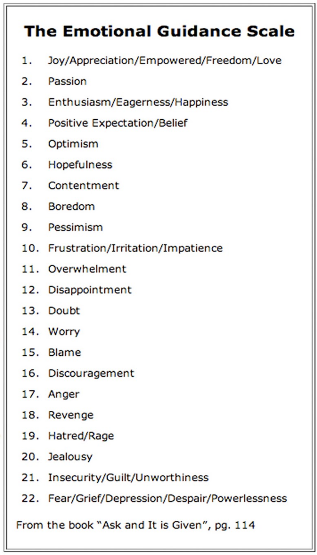 The Emotional Guidance Scale
1. Joy/Appreciation/Empowered/Freedom/Love
2. Passion
3. Enthusiasm/Eagerness/Happiness
4. Positive Expectation/Belief
5. Optimism
6. Hopefulness
7. Contentment
8. Boredom
9. Pessimism
10. Frustration/Irritation/Impatience
11. Overwhelment
12. Disappointment
13. Doubt
14. Worry
15. Blame
16. Discouragement
17. Anger
18. Revenge
19. Hatred/Rage
20. Jealousy
21. Insecurity/Guilt/Unworthiness
22. Fear/Grief/Depression/Despair/Powerlessness
From the book “Ask and It is Given”, pg. 114